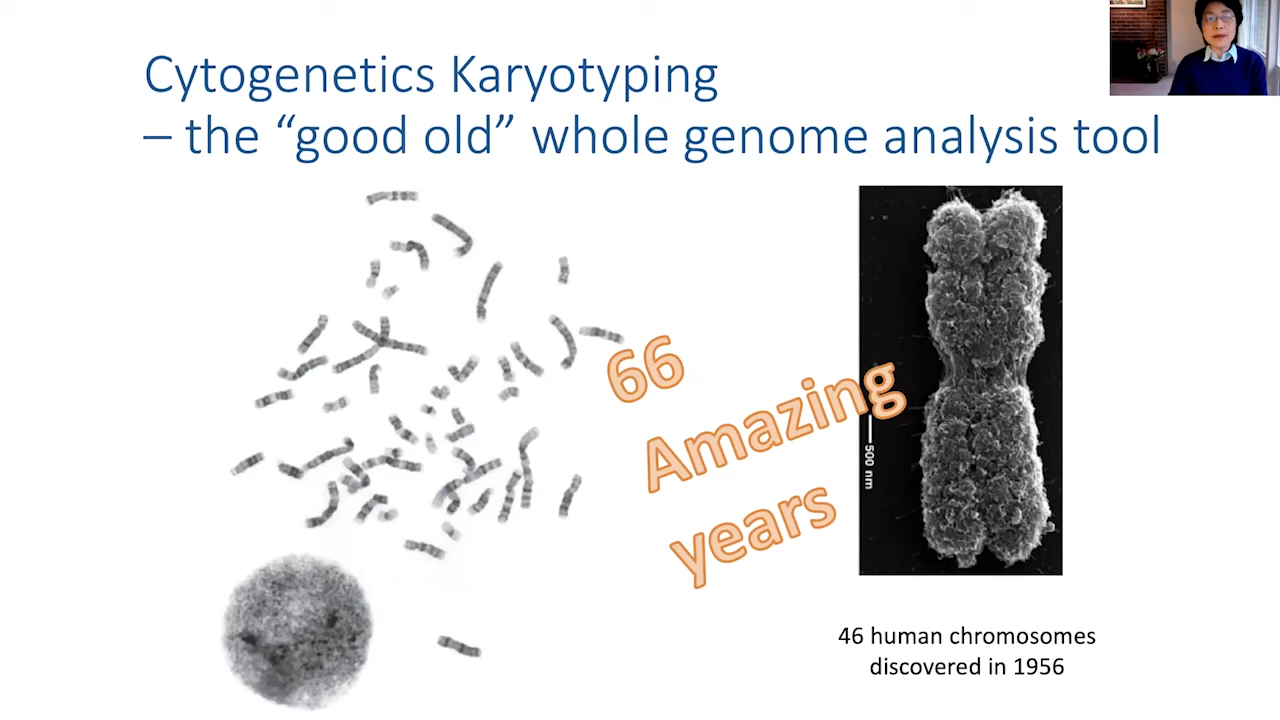 Cytogenetics Karyotyping
– the “good old” whole genome analysis tool
66
Amazing
years
500 nm
46 human chromosomes
discovered in 1956